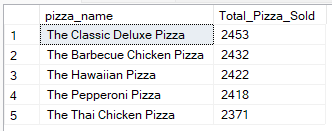 pizza_name Total_Pizza_Sold
1 The Classic Deluxe Pizza 2453
2 The Barbecue Chicken Pizza 2432
3 The Hawaiian Pizza 2422
4 The Pepperoni Pizza 2418
5 The Thai Chicken Pizza 2371